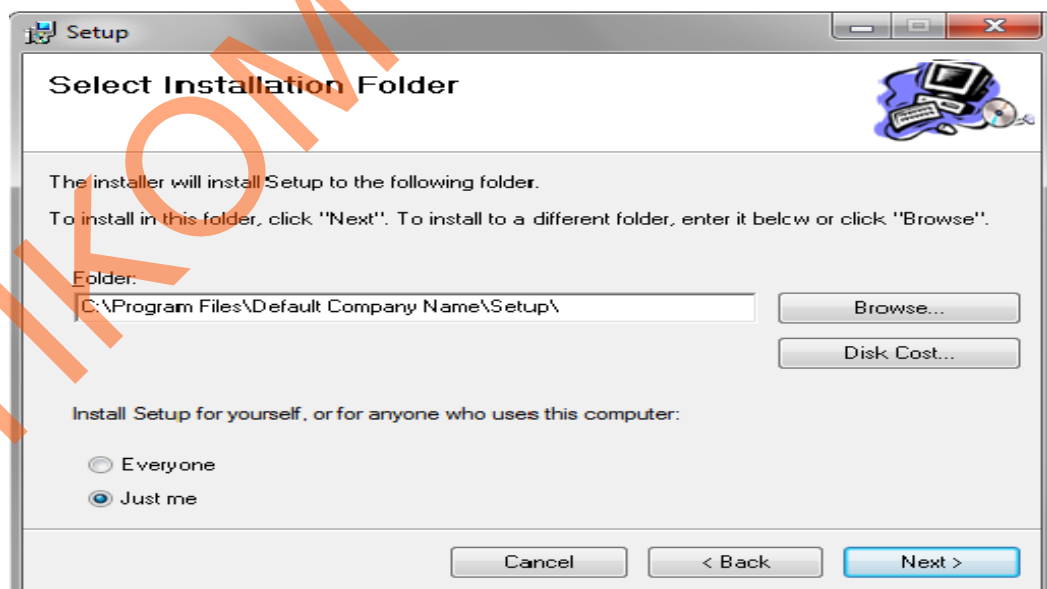 Setup
Select Installation Folder
The installer will install Setup to the following folder.
To install in this folder, click "Next". To install to a different folder, enter it below or click "Browse".
Folder:
C:\Program Files\Default Company Name\Setup\
Browse...
Disk Cost...
Install Setup for yourself, or for anyone who uses this computer:
Everyone
Just me
Cancel
< Back
Next >
IKOM